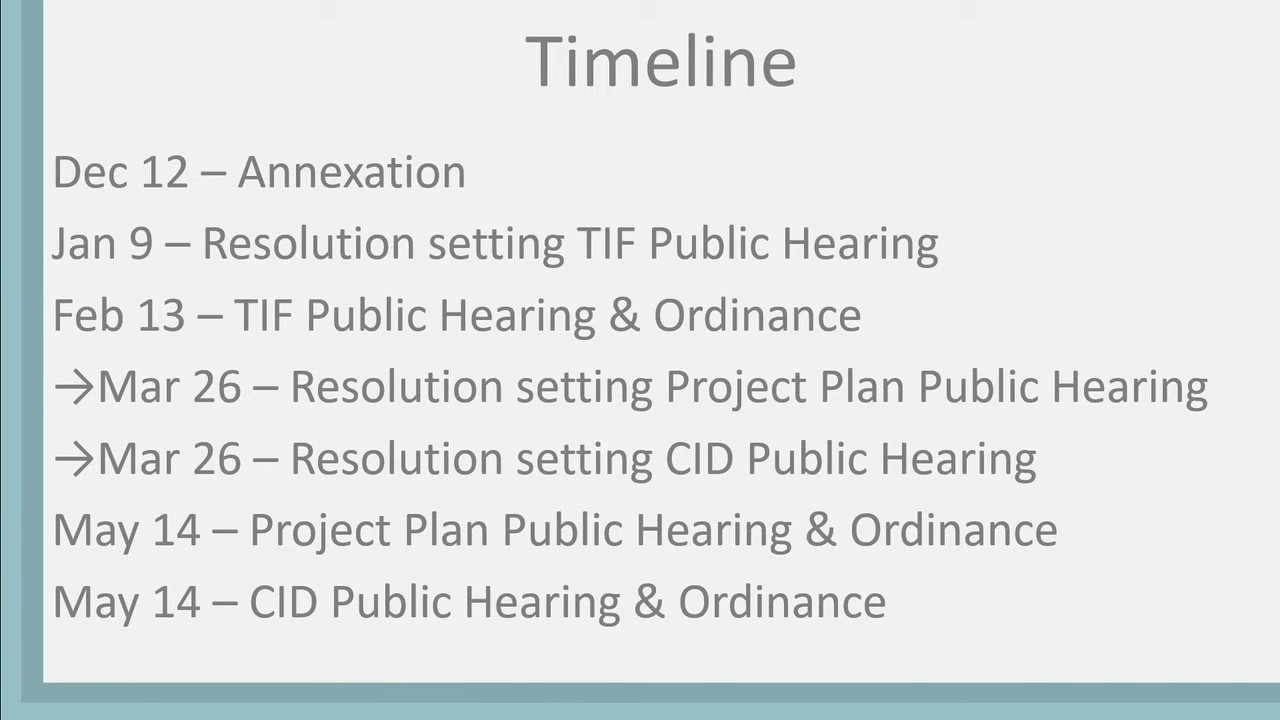 Timeline
Dec 12 – Annexation
Jan 9 – Resolution setting TIF Public Hearing
Feb 13 – TIF Public Hearing & Ordinance
→Mar 26 – Resolution setting Project Plan Public Hearing
→Mar 26 – Resolution setting CID Public Hearing
May 14 – Project Plan Public Hearing & Ordinance
May 14 – CID Public Hearing & Ordinance